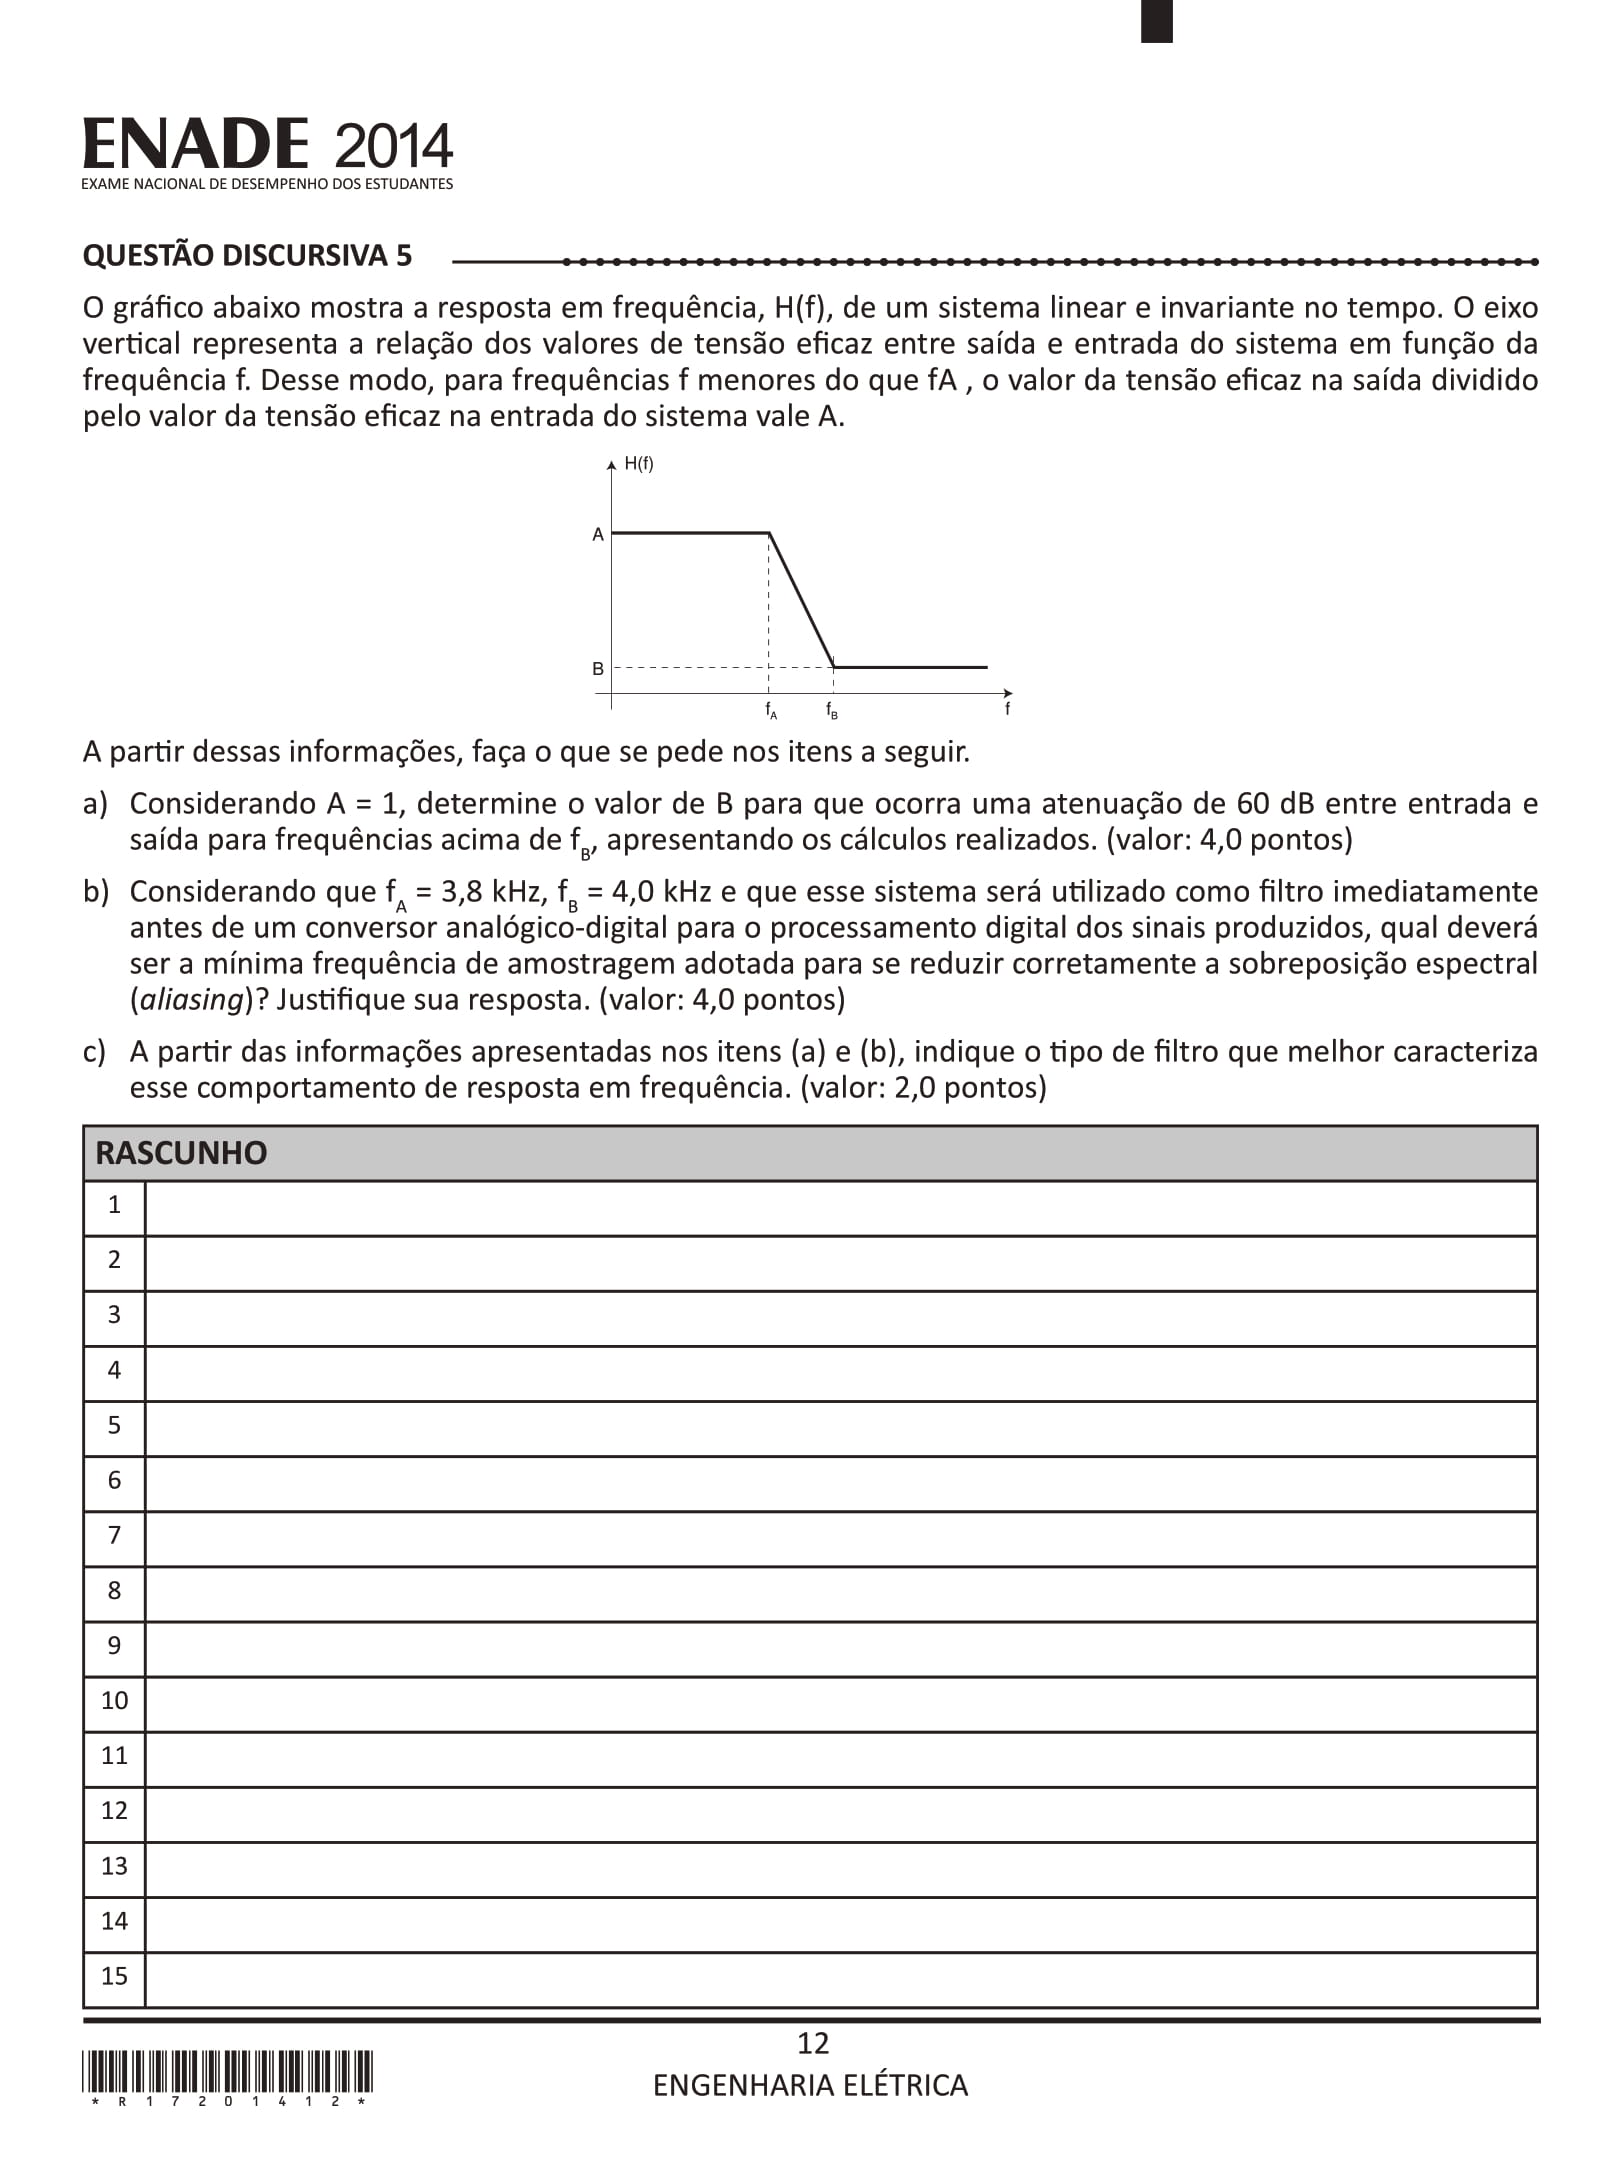 ENADE 2014
EXAME NACIONAL DE DESEMPENHO DOS ESTUDANTES
QUESTÃO DISCURSIVA 5
O gráfico abaixo mostra a resposta em frequência, H(f), de um sistema linear e invariante no tempo. O eixo
vertical representa a relação dos valores de tensão eficaz entre saída e entrada do sistema em função da
frequência f. Desse modo, para frequências f menores do que fA , o valor da tensão eficaz na saída dividido
pelo valor da tensão eficaz na entrada do sistema vale A.
H(f)
A
B
fA fB f
A partir dessas informações, faça o que se pede nos itens a seguir.
a) Considerando A = 1, determine o valor de B para que ocorra uma atenuação de 60 dB entre entrada e
saída para frequências acima de fB, apresentando os cálculos realizados. (valor: 4,0 pontos)
b) Considerando que fA = 3,8 kHz, fB = 4,0 kHz e que esse sistema será utilizado como filtro imediatamente
antes de um conversor analógico-digital para o processamento digital dos sinais produzidos, qual deverá
ser a mínima frequência de amostragem adotada para se reduzir corretamente a sobreposição espectral
(aliasing)? Justifique sua resposta. (valor: 4,0 pontos)
c) A partir das informações apresentadas nos itens (a) e (b), indique o tipo de filtro que melhor caracteriza
esse comportamento de resposta em frequência. (valor: 2,0 pontos)
RASCUNHO
1
2
3
4
5
6
7
8
9
10
11
12
13
14
15
12
ENGENHARIA ELÉTRICA
* R 1 7 2 0 1 4 1 2 *